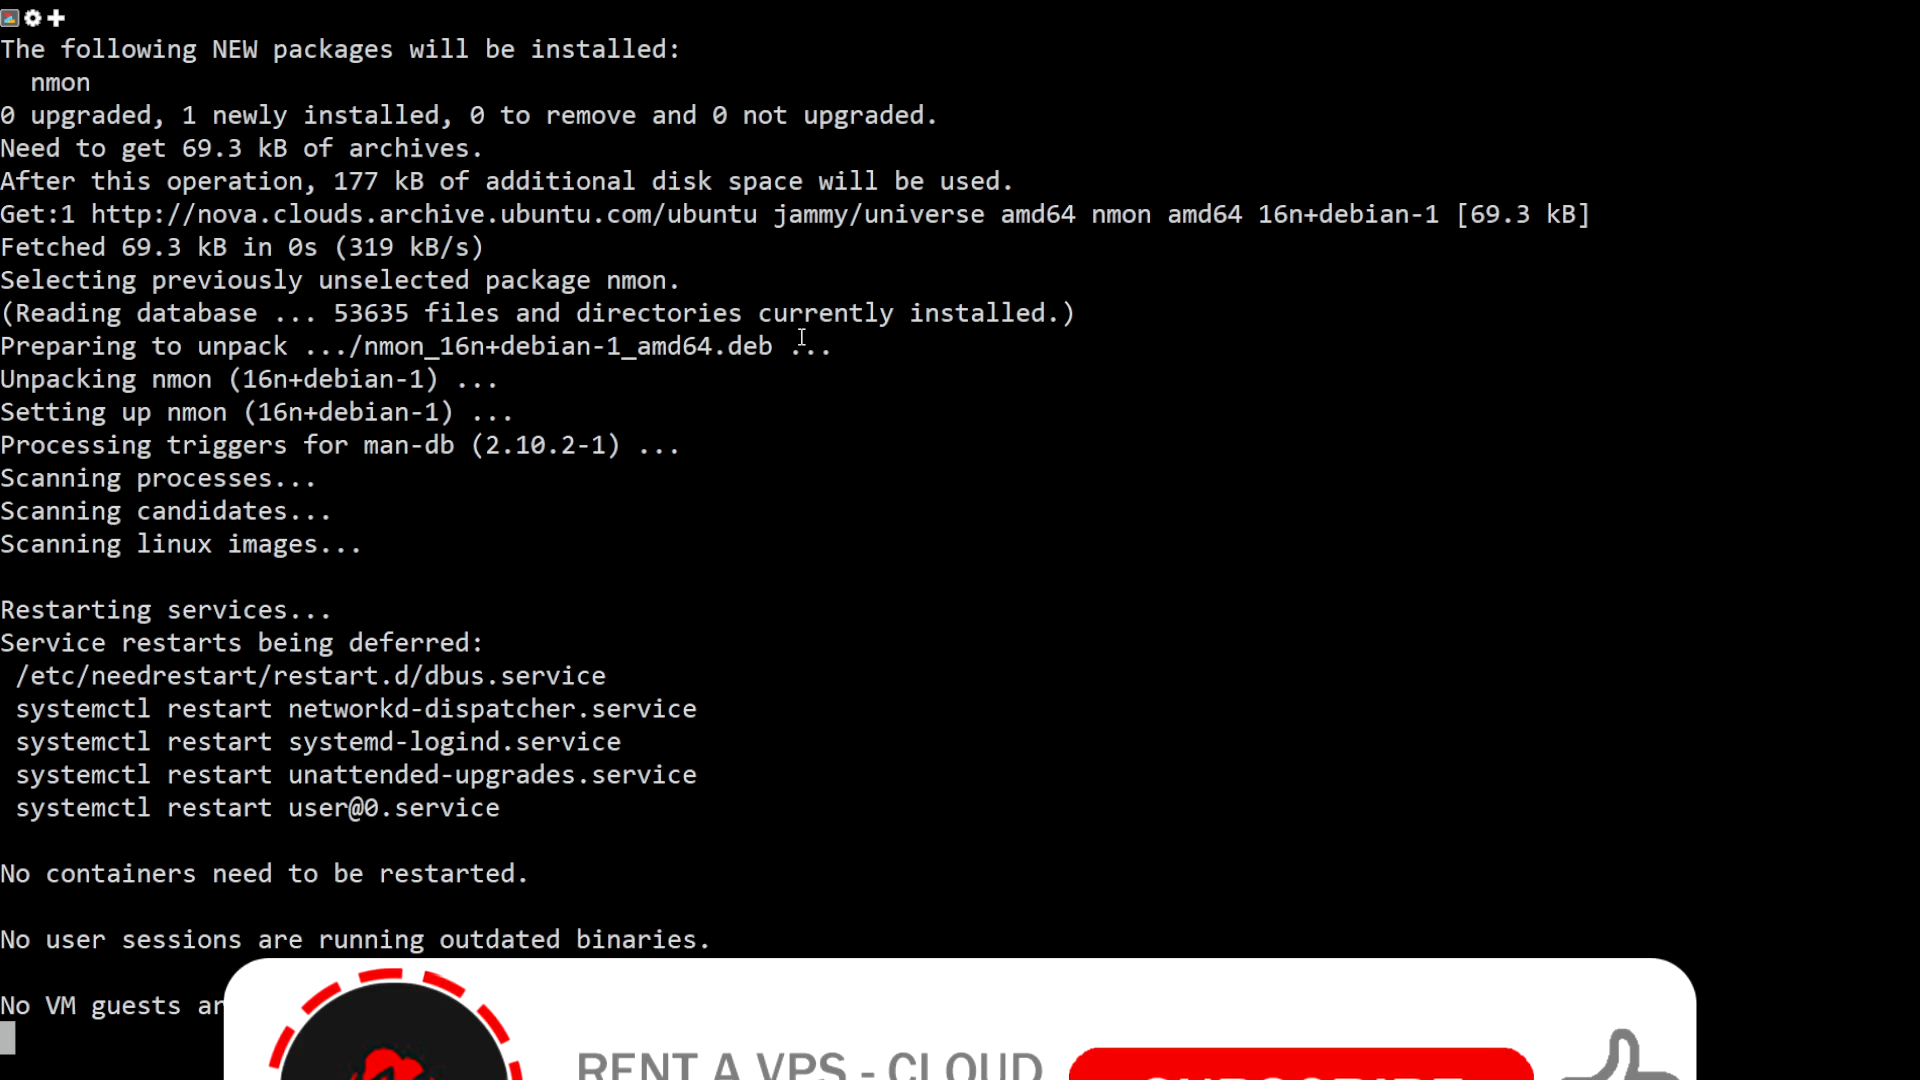 The following NEW packages will be installed:
  nmon
0 upgraded, 1 newly installed, 0 to remove and 0 not upgraded.
Need to get 69.3 kB of archives.
After this operation, 177 kB of additional disk space will be used.
Get:1 http://nova.clouds.archive.ubuntu.com/ubuntu jammy/universe amd64 nmon amd64 16n+debian-1 [69.3 kB]
Fetched 69.3 kB in 0s (319 kB/s)
Selecting previously unselected package nmon.
(Reading database ... 53635 files and directories currently installed.)
Preparing to unpack .../nmon_16n+debian-1_amd64.deb ...
Unpacking nmon (16n+debian-1) ...
Setting up nmon (16n+debian-1) ...
Processing triggers for man-db (2.10.2-1) ...
Scanning processes...
Scanning candidates...
Scanning linux images...
Restarting services...
Service restarts being deferred:
 /etc/needrestart/restart.d/dbus.service
 systemctl restart networkd-dispatcher.service
 systemctl restart systemd-logind.service
 systemctl restart unattended-upgrades.service
 systemctl restart user@0.service
No containers need to be restarted.
No user sessions are running outdated binaries.
No VM guests ar
RENT A VPS - CLOUD